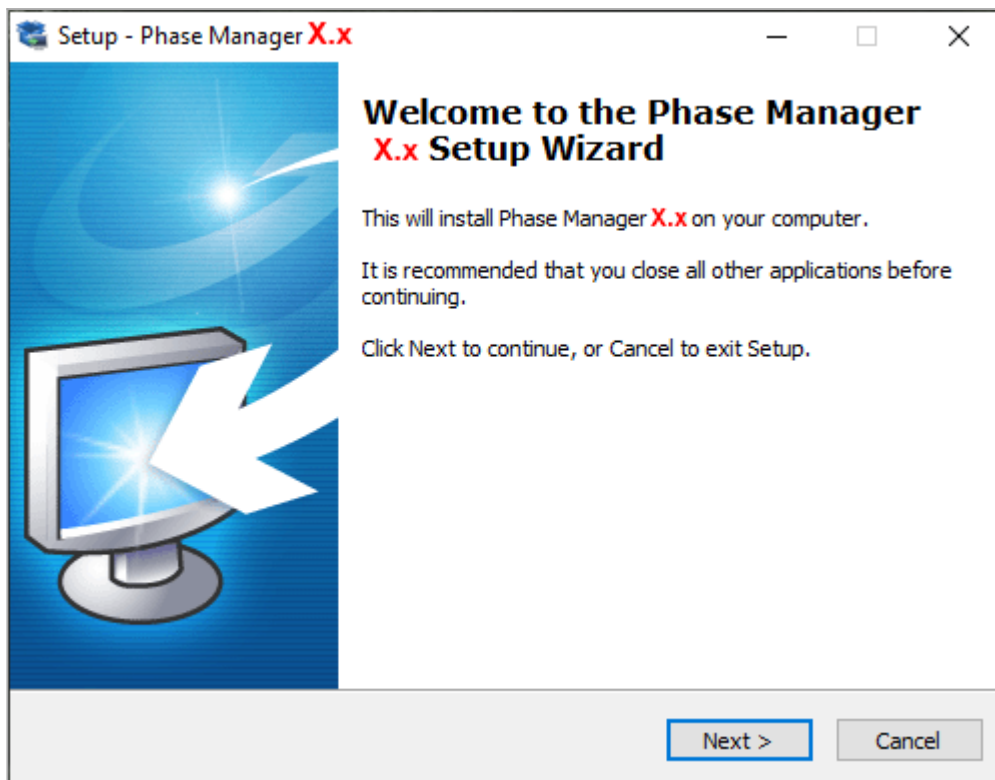 Setup - Phase Manager X.x
Welcome to the Phase Manager
X.x Setup Wizard
This will install Phase Manager X.x on your computer.
It is recommended that you close all other applications before
continuing.
Click Next to continue, or Cancel to exit Setup.
Next >
Cancel